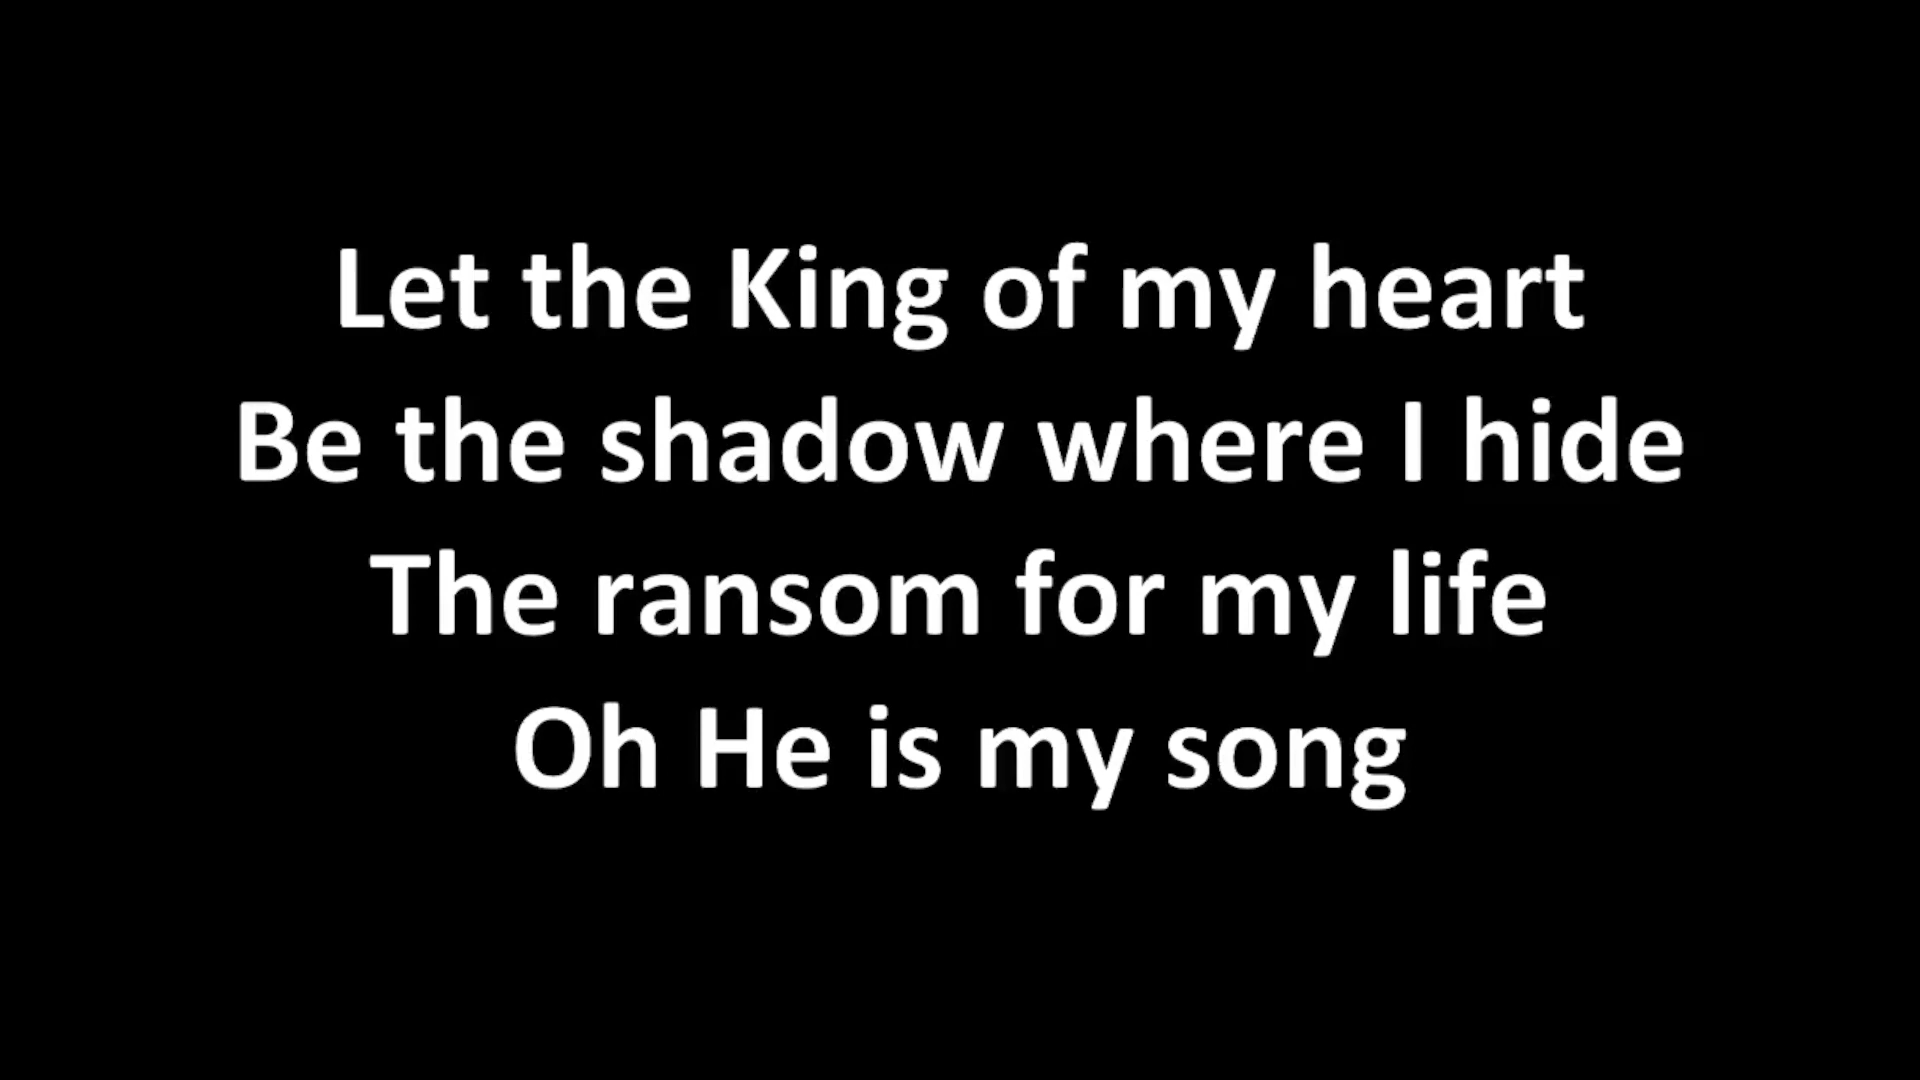 Let the King of my heart
Be the shadow where I hide
The ransom for my life
Oh He is my song